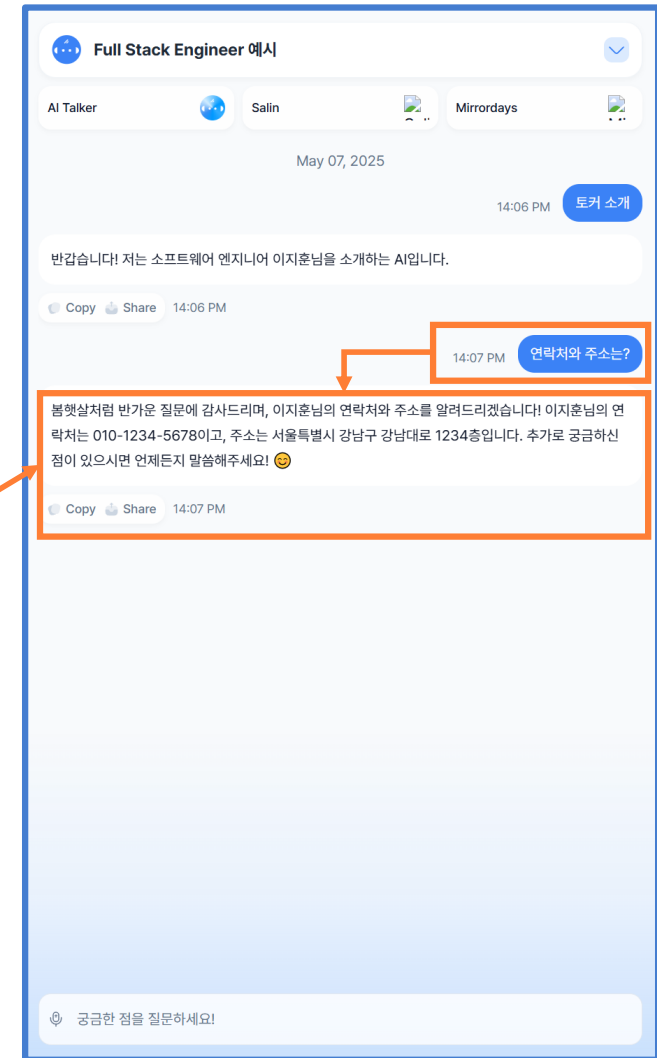 Full Stack Engineer 예시
AI Talker
Salin
Mirrordays
May 07, 2025
14:06 PM
토커 소개
반갑습니다! 저는 소프트웨어 엔지니어 이지훈님을 소개하는 AI입니다.
Copy Share 14:06 PM
14:07 PM
연락처와 주소는?
봄햇살처럼 반가운 질문에 감사드리며, 이지훈님의 연락처와 주소를 알려드리겠습니다! 이지훈님의 연
락처는 010-1234-5678이고, 주소는 서울특별시 강남구 강남대로 1234층입니다. 추가로 궁금하신
점이 있으시면 언제든지 말씀해주세요! 😊
Copy Share 14:07 PM
궁금한 점을 질문하세요!